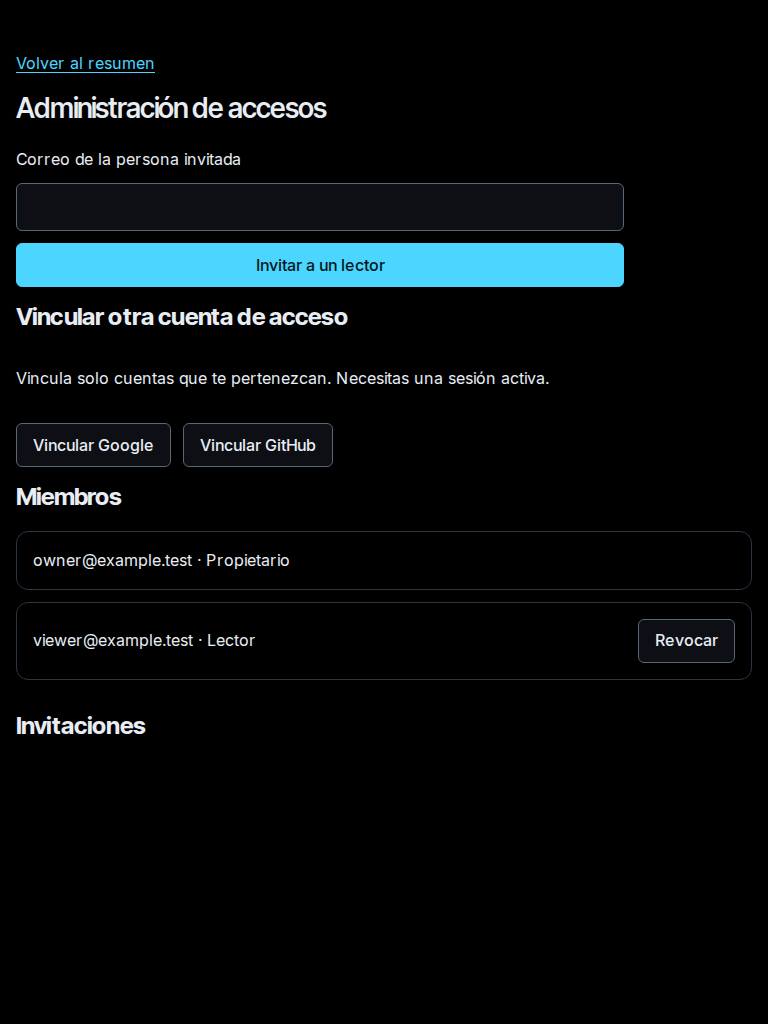 Volver al resumen
Administración de accesos
Correo de la persona invitada
Invitar a un lector
Vincular otra cuenta de acceso
Vincula solo cuentas que te pertenezcan. Necesitas una sesión activa.
Vincular Google
Vincular GitHub
Miembros
owner@example.test · Propietario
viewer@example.test · Lector
Revocar
Invitaciones